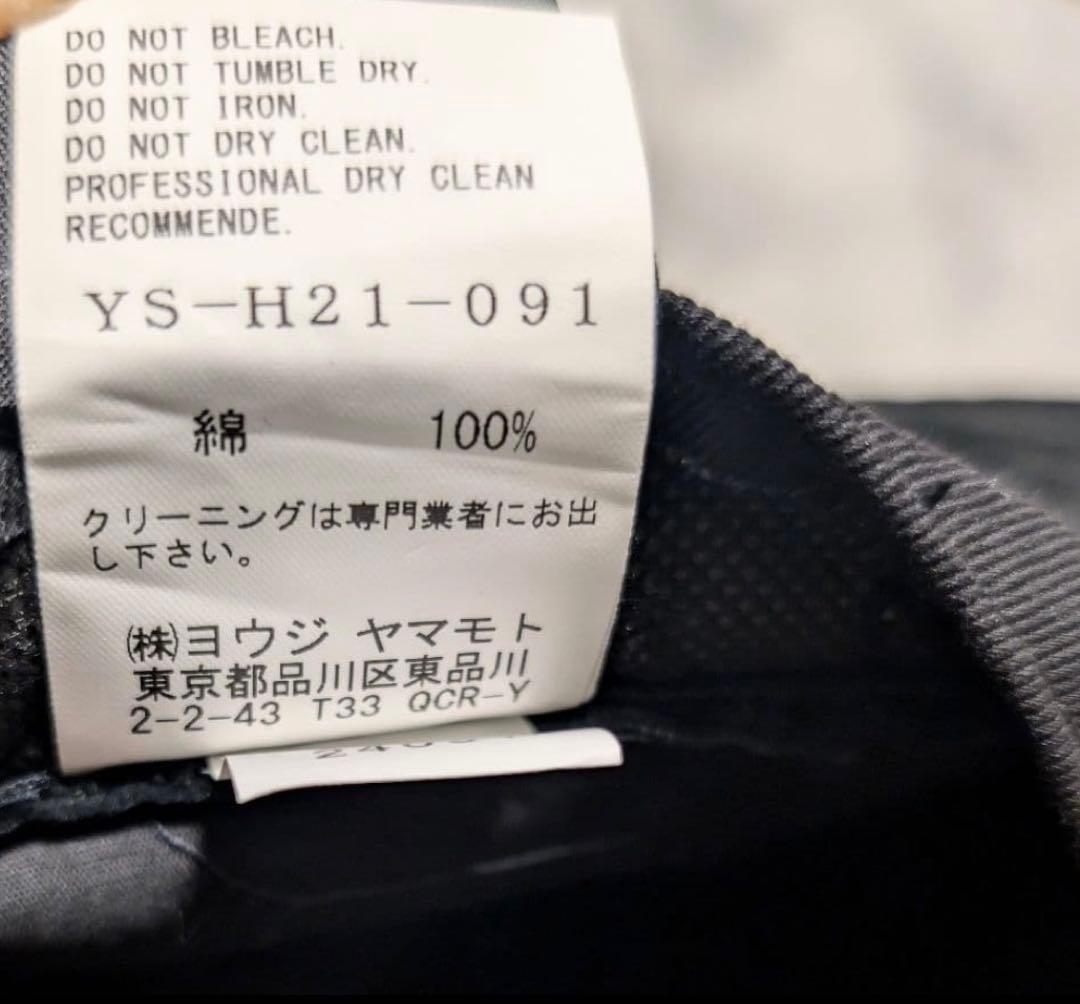 DO NOT BLEACH.
DO NOT TUMBLE DRY.
DO NOT IRON.
DO NOT DRY CLEAN.
PROFESSIONAL DRY CLEAN
RECOMMENDE.
YS-H21-091
綿 100%
クリーニングは専門業者にお出
し下さい。
㈱ヨウジ ヤマモト
東京都品川区東品川
2-2-43 T33 QCR-Y